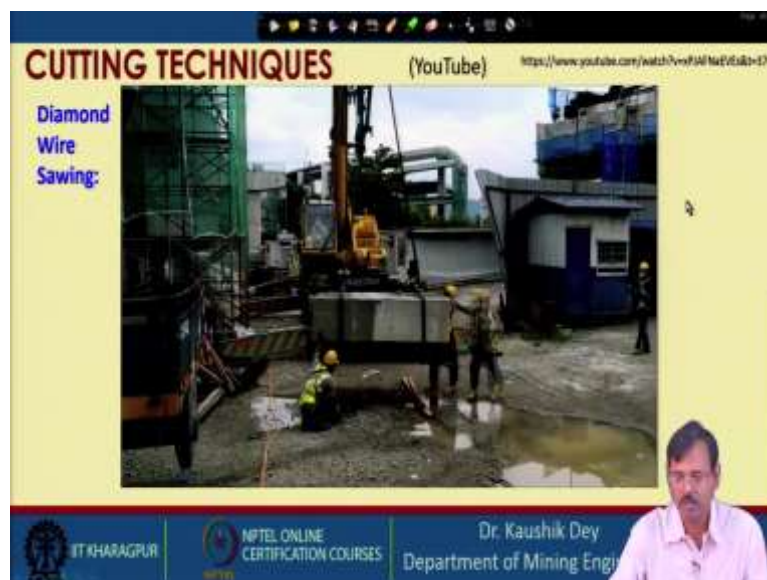 CUTTING TECHNIQUES
(YouTube)
Diamond
Wire
Sawing:
IIT KHARAGPUR
NPTEL ONLINE
CERTIFICATION COURSES
Dr. Kaushik Dey
Department of Mining Engi